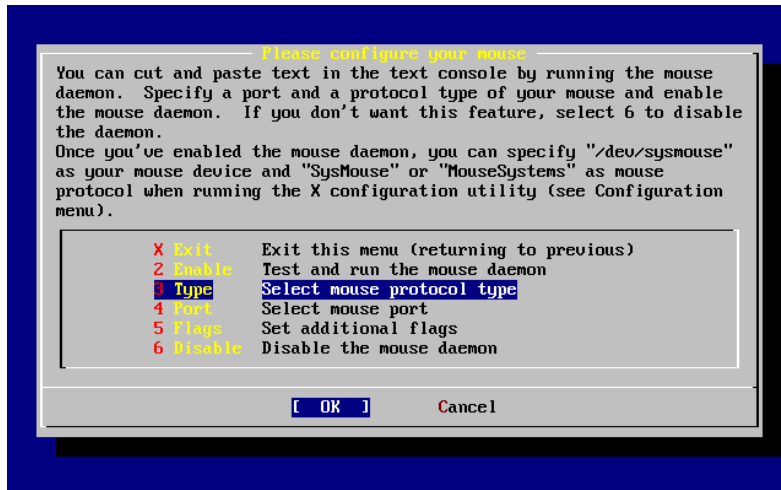 Please configure your mouse
You can cut and paste text in the text console by running the mouse
daemon.  Specify a port and a protocol type of your mouse and enable
the mouse daemon.  If you don't want this feature, select 6 to disable
the daemon.
Once you've enabled the mouse daemon, you can specify "/dev/sysmouse"
as your mouse device and "SysMouse" or "MouseSystems" as mouse
protocol when running the X configuration utility (see Configuration
menu).
X Exit Exit this menu (returning to previous)
2 Enable Test and run the mouse daemon
3 Type Select mouse protocol type
4 Port Select mouse port
5 Flags Set additional flags
6 Disable Disable the mouse daemon
[ OK ] Cancel